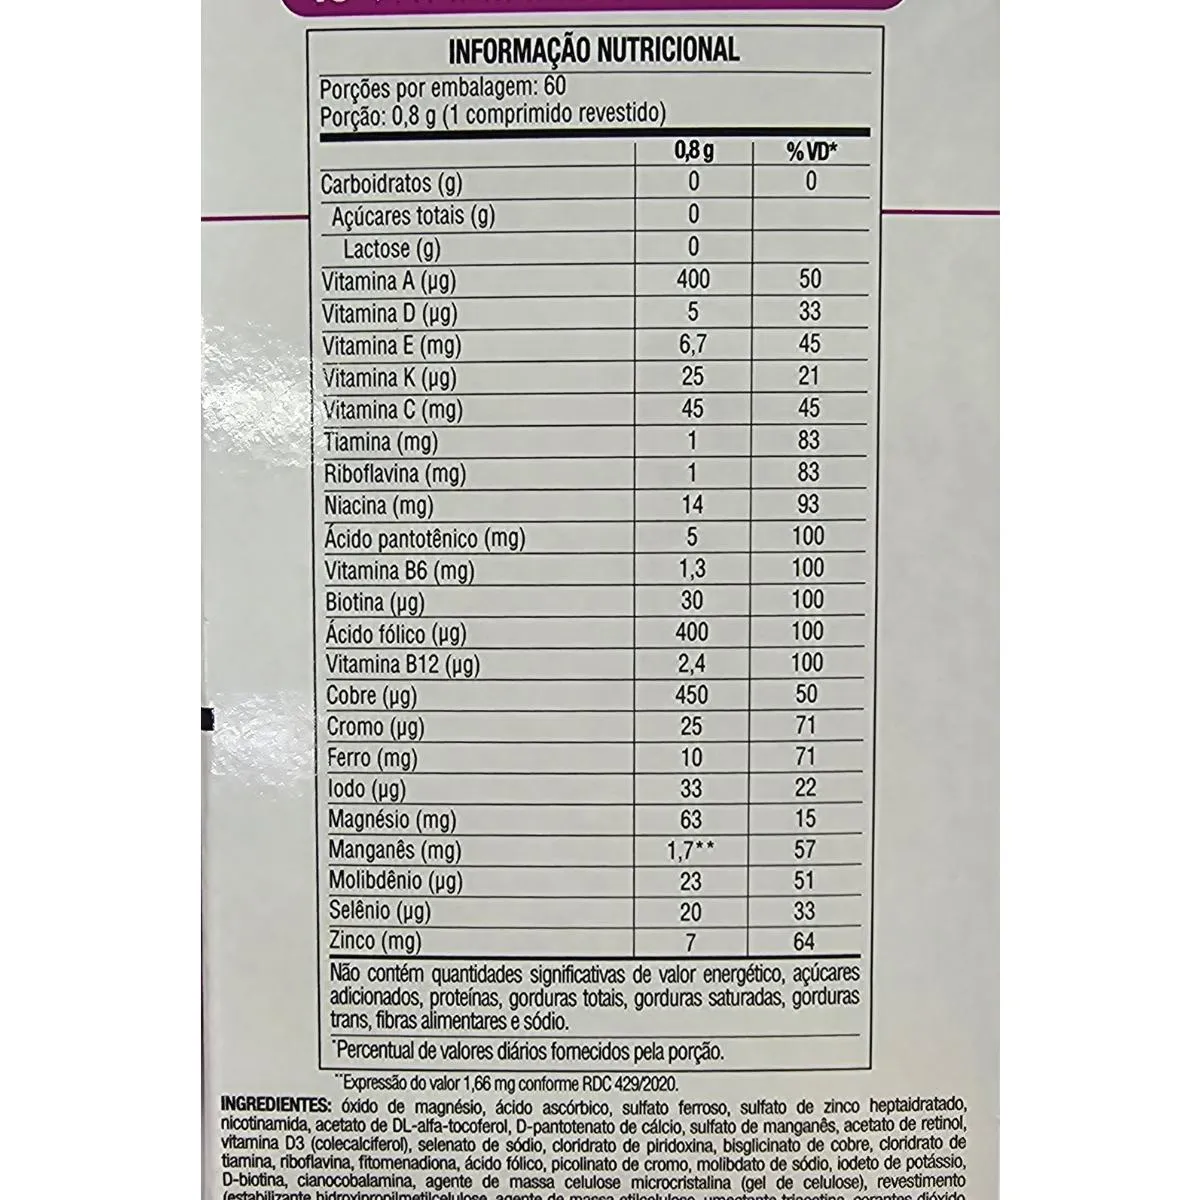 INFORMAÇÃO NUTRICIONAL
Porções por embalagem: 60
Porção: 0,8 g (1 comprimido revestido)
0,8 g %VD*
Carboidratos (g) 0 0
Açúcares totais (g) 0
Lactose (g) 0
Vitamina A (µg) 400 50
Vitamina D (µg) 5 33
Vitamina E (mg) 6,7 45
Vitamina K (µg) 25 21
Vitamina C (mg) 45 45
Tiamina (mg) 1 83
Riboflavina (mg) 1 83
Niacina (mg) 14 93
Ácido pantotênico (mg) 5 100
Vitamina B6 (mg) 1,3 100
Biotina (µg) 30 100
Ácido fólico (µg) 400 100
Vitamina B12 (µg) 2,4 100
Cobre (µg) 450 50
Cromo (µg) 25 71
Ferro (mg) 10 71
Iodo (µg) 33 22
Magnésio (mg) 63 15
Manganês (mg) 1,7** 57
Molibdênio (µg) 23 51
Selênio (µg) 20 33
Zinco (mg) 7 64
Não contém quantidades significativas de valor energético, açúcares
adicionados, proteínas, gorduras totais, gorduras saturadas, gorduras
trans, fibras alimentares e sódio.
*Percentual de valores diários fornecidos pela porção.
**Expressão do valor 1,66 mg conforme RDC 429/2020.
INGREDIENTES: óxido de magnésio, ácido ascórbico, sulfato ferroso, sulfato de zinco heptaidratado,
nicotinamida, acetato de DL-alfa-tocoferol, D-pantotenato de cálcio, sulfato de manganês, acetato de retinol,
vitamina D3 (colecalciferol), selenato de sódio, cloridrato de piridoxina, bisglicinato de cobre, cloridrato de
tiamina, riboflavina, fitomenadiona, ácido fólico, picolinato de cromo, molibdato de sódio, iodeto de potássio,
D-biotina, cianocobalamina, agente de massa celulose microcristalina (gel de celulose), revestimento
(estabilizante hidroxipropilmetilcelulose, agente de massa etilcelulose, umectante triacetina, corantes dióxido